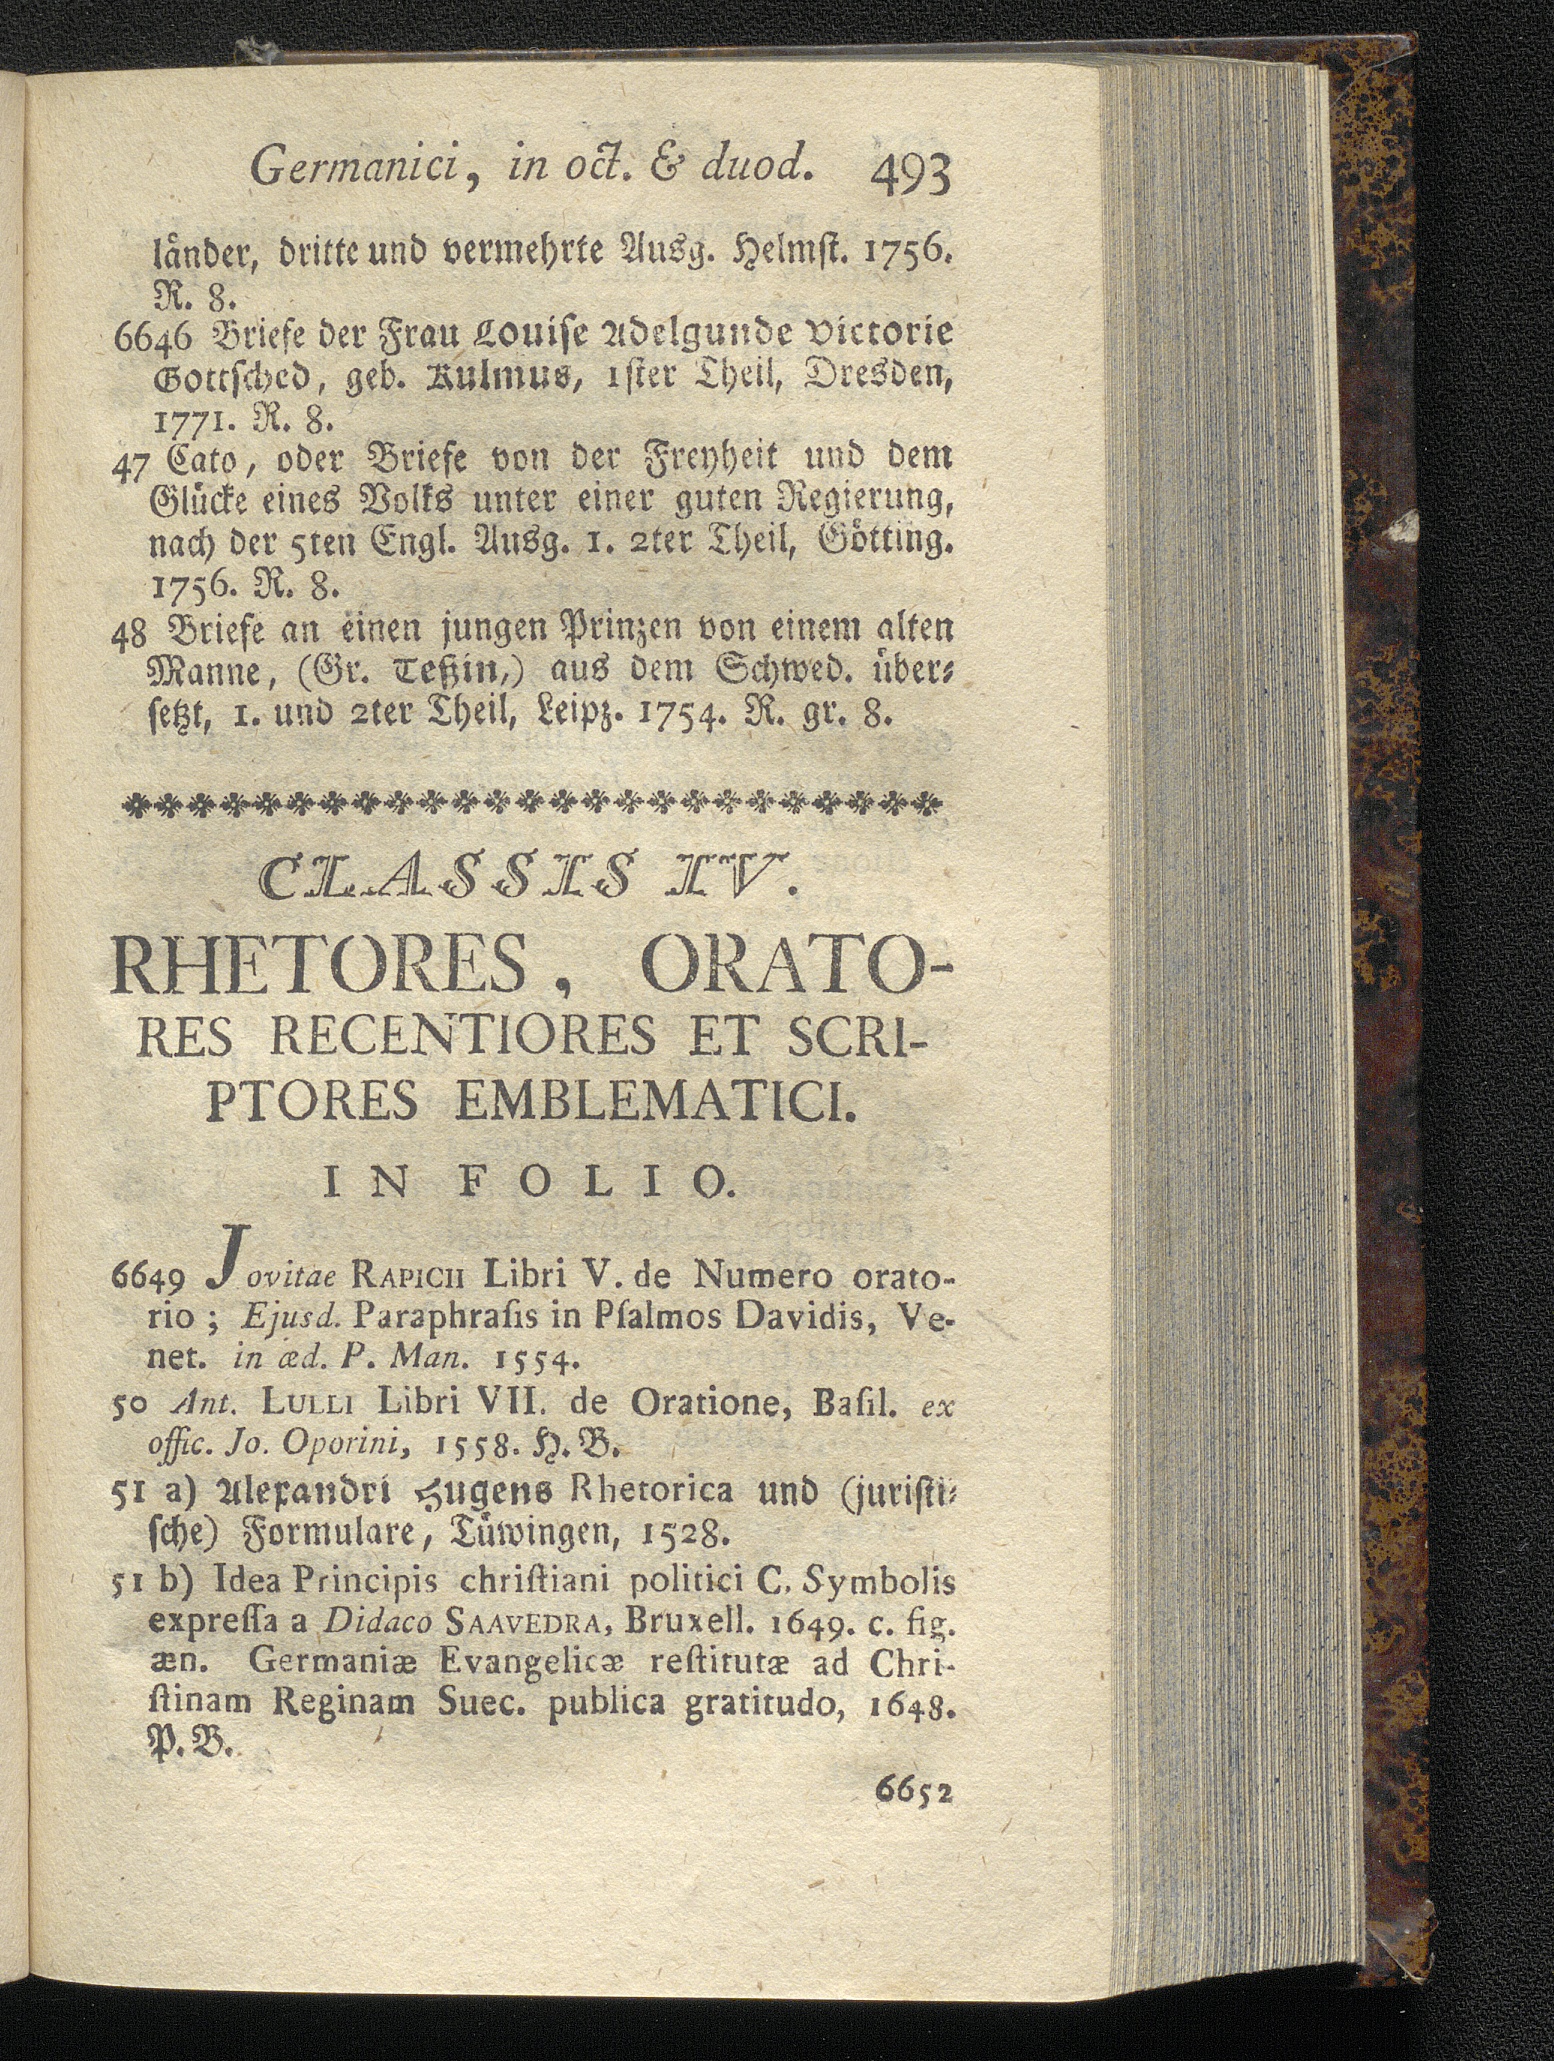 Germanici, in oct. & duod. 493
länder, dritte und vermehrte Ausg. Helmſt. 1756.
R. 8.
6646 Briefe der Frau Louiſe Adelgunde Victorie
Gottſched, geb. Kulmus, 1ſter Theil, Dresden,
1771. R. 8.
47 Cato, oder Briefe von der Freyheit und dem
Glücke eines Volks unter einer guten Regierung,
nach der 5ten Engl. Ausg. 1. 2ter Theil, Götting.
1756. R. 8.
48 Briefe an einen jungen Prinzen von einem alten
Manne, (Gr. Teßin,) aus dem Schwed. über⸗
ſetzt, 1. und 2ter Theil, Leipz. 1754. R. gr. 8.
CLASSIS IV.
RHETORES, ORATO-
RES RECENTIORES ET SCRI-
PTORES EMBLEMATICI.
IN FOLIO.
6649 Jovitae RAPICII Libri V. de Numero orato-
rio; Ejusd. Paraphraſis in Pſalmos Davidis, Ve-
net. in æd. P. Man. 1554.
50 Ant. LULLI Libri VII. de Oratione, Baſil. ex
offic. Jo. Oporini, 1558. H. B.
51 a) Alexandri Hugens Rhetorica und (juriſti⸗
ſche) Formulare, Tüwingen, 1528.
51 b) Idea Principis chriſtiani politici C. Symbolis
expreſſa a Didaco SAAVEDRA, Bruxell. 1649. c. fig.
æn. Germaniæ Evangelicæ reſtitutæ ad Chri-
ſtinam Reginam Suec. publica gratitudo, 1648.
P. B.
6652